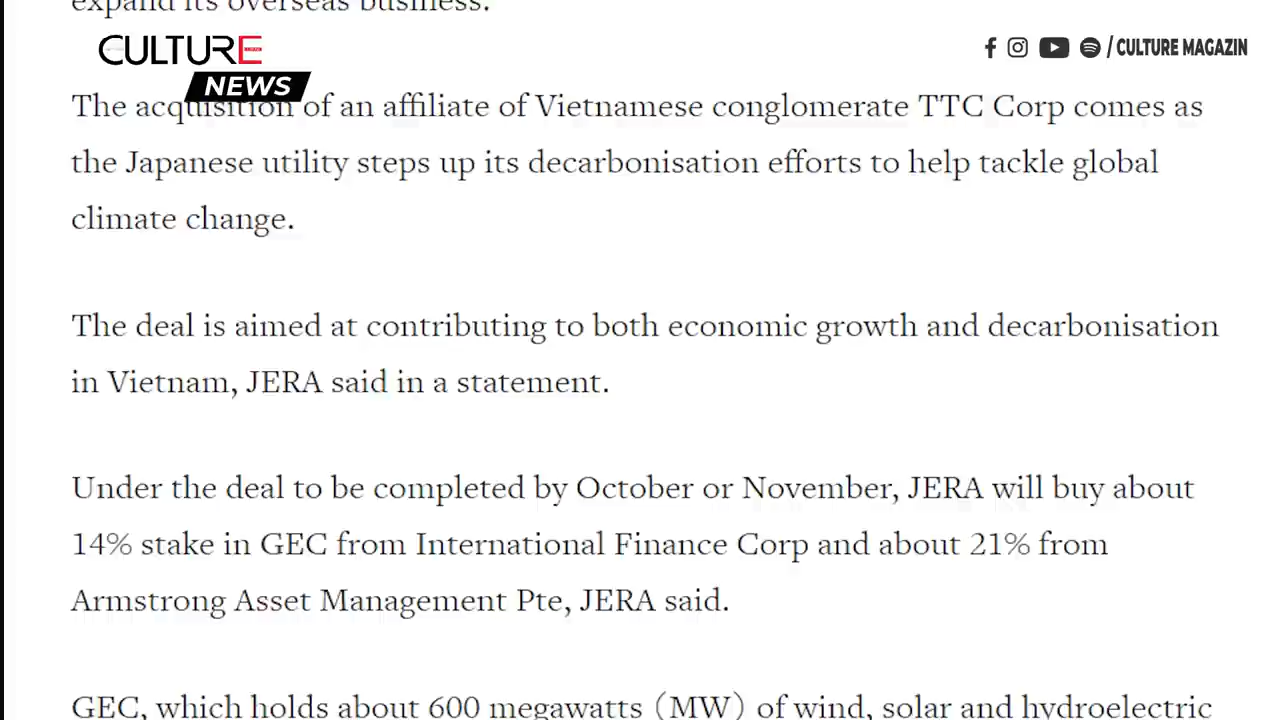 expand its overseas business.
CULTURE
/ CULTURE MAGAZIN
NEWS
The acquisition of an affiliate of Vietnamese conglomerate TTC Corp comes as
the Japanese utility steps up its decarbonisation efforts to help tackle global
climate change.
The deal is aimed at contributing to both economic growth and decarbonisation
in Vietnam, JERA said in a statement.
Under the deal to be completed by October or November, JERA will buy about
14% stake in GEC from International Finance Corp and about 21% from
Armstrong Asset Management Pte, JERA said.
GEC, which holds about 600 megawatts (MW) of wind, solar and hydroelectric